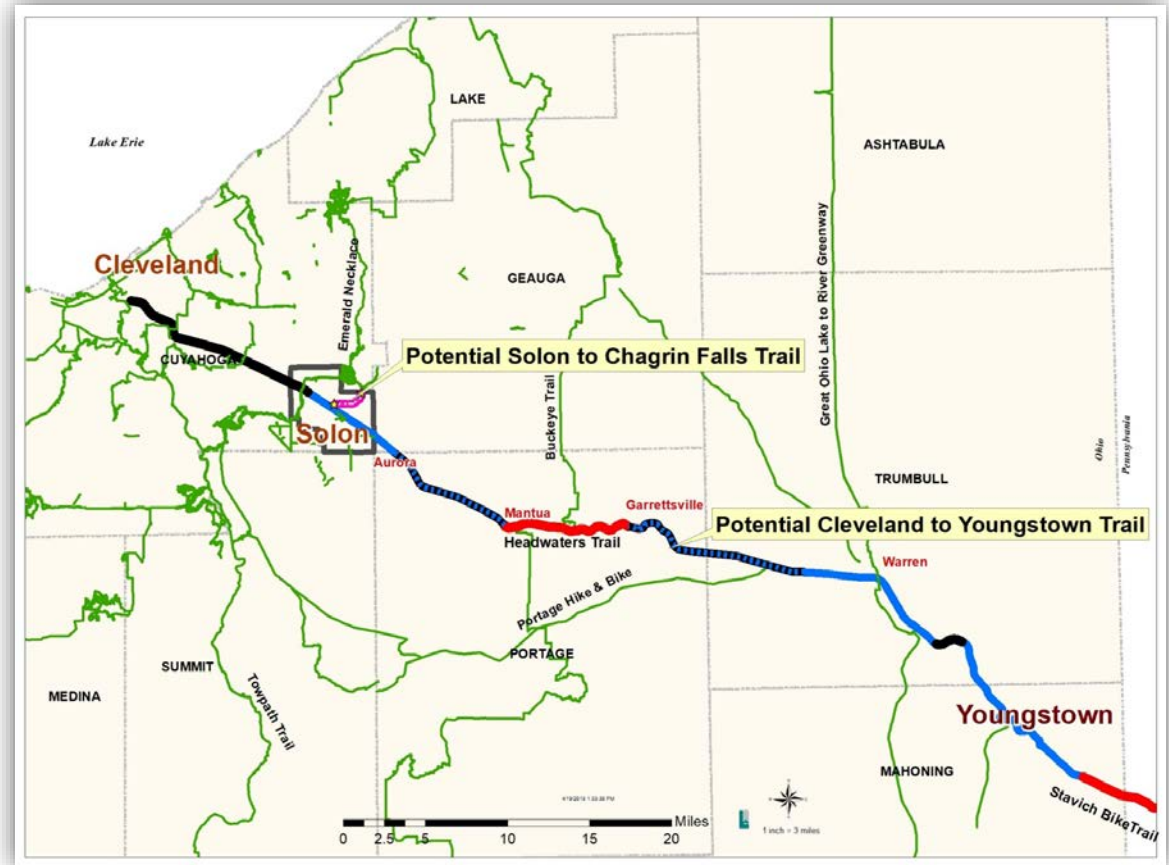 LAKE
Lake Erie
ASHTABULA
Cleveland
Emerald Necklace
GEAUGA
Great Ohio Lake to River Greenway
CUYAHOGA
Potential Solon to Chagrin Falls Trail
Buckeye Trail
Solon
Aurora
Ohio
Pennsylvania
TRUMBULL
Mantua
Garrettsville
Headwaters Trail
Potential Cleveland to Youngstown Trail
Warren
Portage Hike & Bike
PORTAGE
SUMMIT
MEDINA
Towpath Trail
Youngstown
MAHONING
Stavich BikeTrail
0 2.5 5 10 15 20 Miles
1 inch = 3 miles